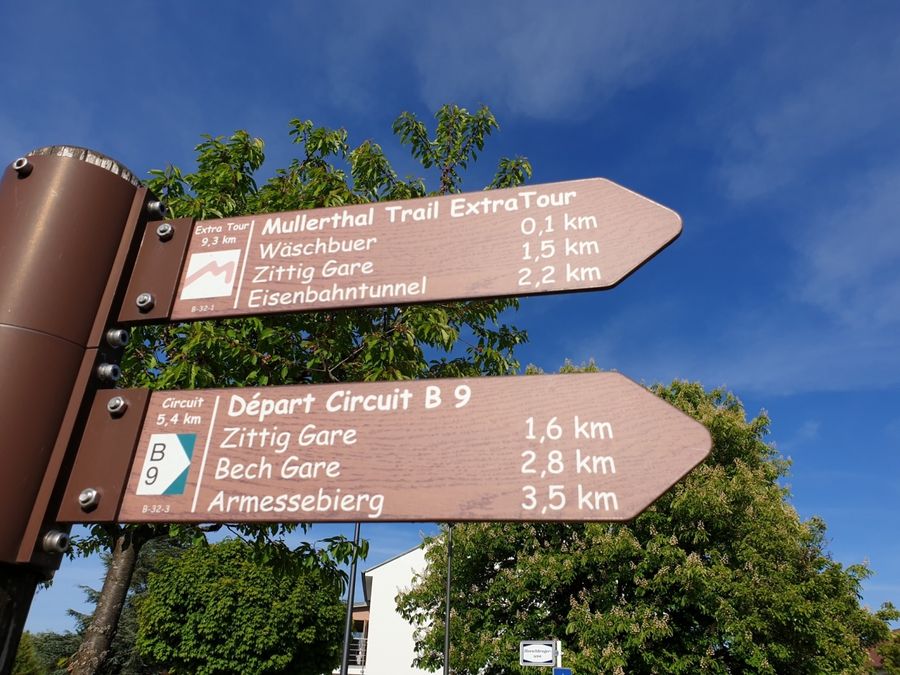 Extra Tour
9,3 km
B-32-1
Mullerthal Trail ExtraTour
Wäschbuer 0,1 km
Zittig Gare 1,5 km
Eisenbahntunnel 2,2 km
Circuit
5,4 km
B
9
B-32-3
Départ Circuit B 9
Zittig Gare 1,6 km
Bech Gare 2,8 km
Armessebierg 3,5 km